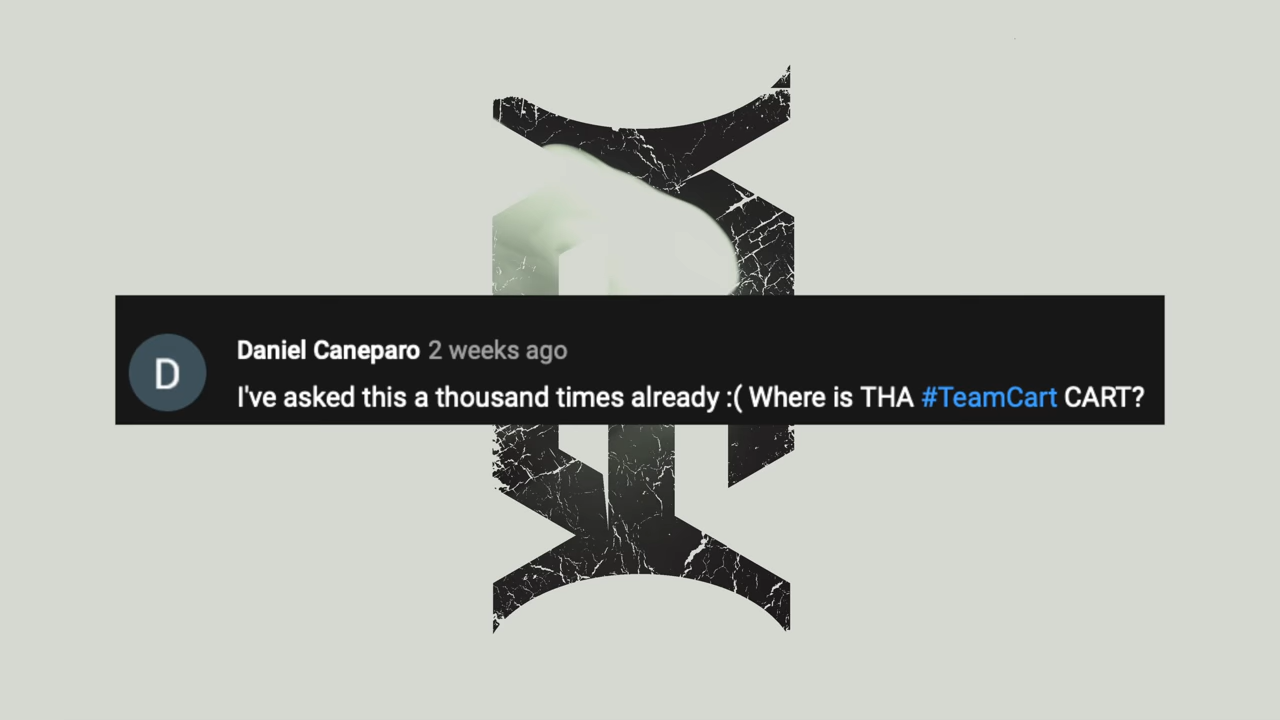 D
Daniel Caneparo 2 weeks ago
I've asked this a thousand times already :( Where is THA #TeamCart CART?